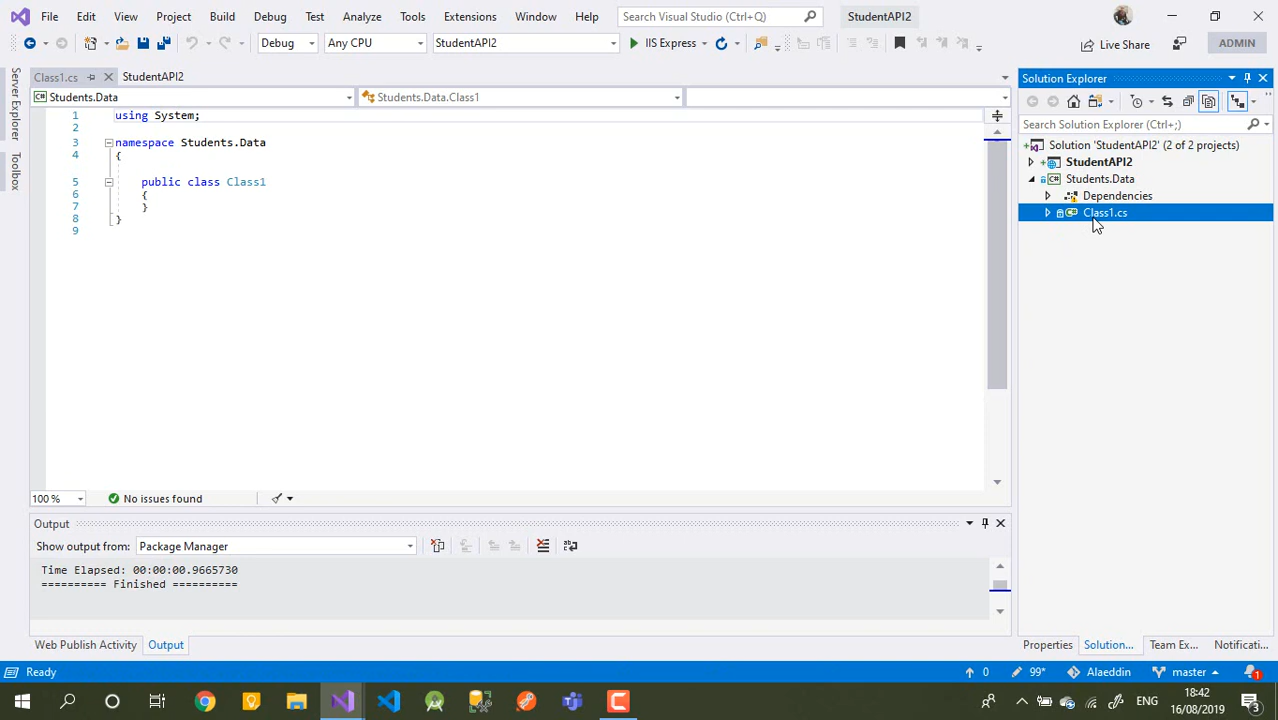 File Edit View Project Build Debug Test Analyze Tools Extensions Window Help Search Visual Studio (Ctrl+Q) StudentAPI2
Debug Any CPU StudentAPI2 IIS Express Live Share ADMIN
Server Explorer
Toolbox
Class1.cs StudentAPI2
Students.Data Students.Data.Class1
1 using System;
2
3 namespace Students.Data
4 {
5 public class Class1
6 {
7 }
8 }
9
100 % No issues found
Output
Show output from: Package Manager
Time Elapsed: 00:00:00.9665730
========== Finished ==========
Web Publish Activity Output
Solution Explorer
Search Solution Explorer (Ctrl+;)
Solution 'StudentAPI2' (2 of 2 projects)
StudentAPI2
Students.Data
Dependencies
Class1.cs
Properties Solution... Team Ex... Notificati...
Ready 0 99* Alaeddin master 1
ENG 18:42
16/08/2019 3